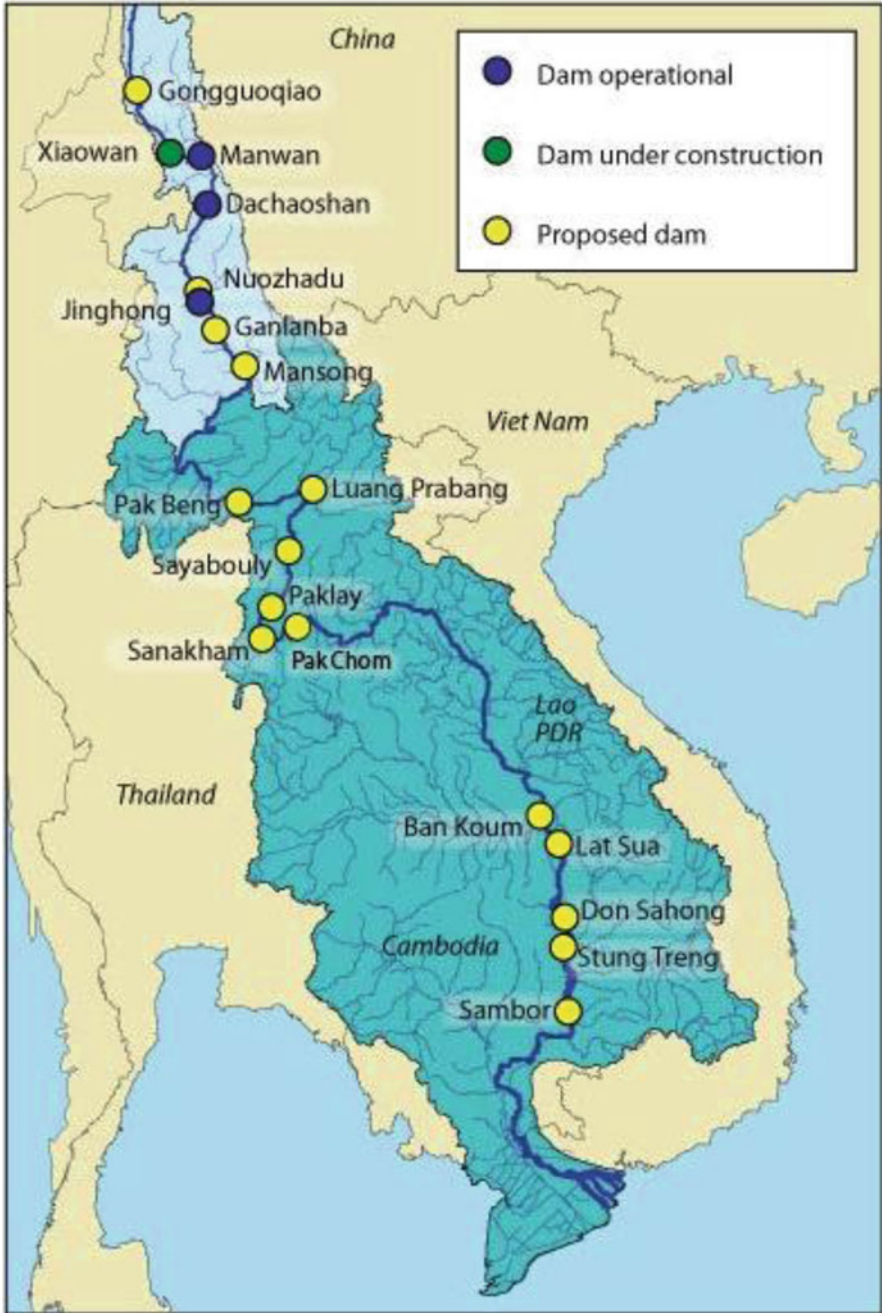 China
Dam operational
Dam under construction
Proposed dam
Gongguoqiao
Xiaowan
Manwan
Dachaoshan
Nuozhadu
Jinghong
Ganlanba
Mansong
Viet Nam
Pak Beng
Luang Prabang
Sayabouly
Paklay
Sanakham
Pak Chom
Lao
PDR
Thailand
Ban Koum
Lat Sua
Don Sahong
Cambodia
Stung Treng
Sambor